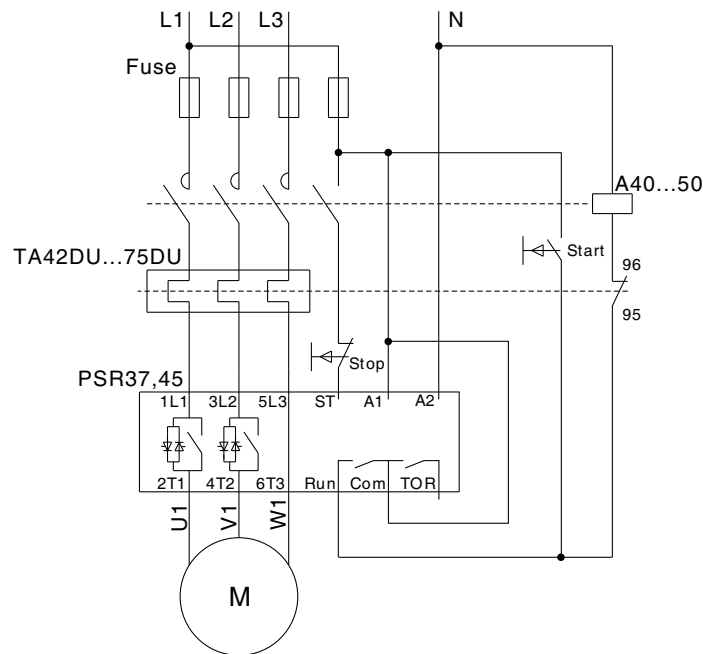 L1 L2 L3 N
Fuse
A40...50
TA42DU...75DU
Start
96
95
Stop
PSR37,45
1L1 3L2 5L3 ST A1 A2
2T1 4T2 6T3 Run Com TOR
U1 V1 W1
M